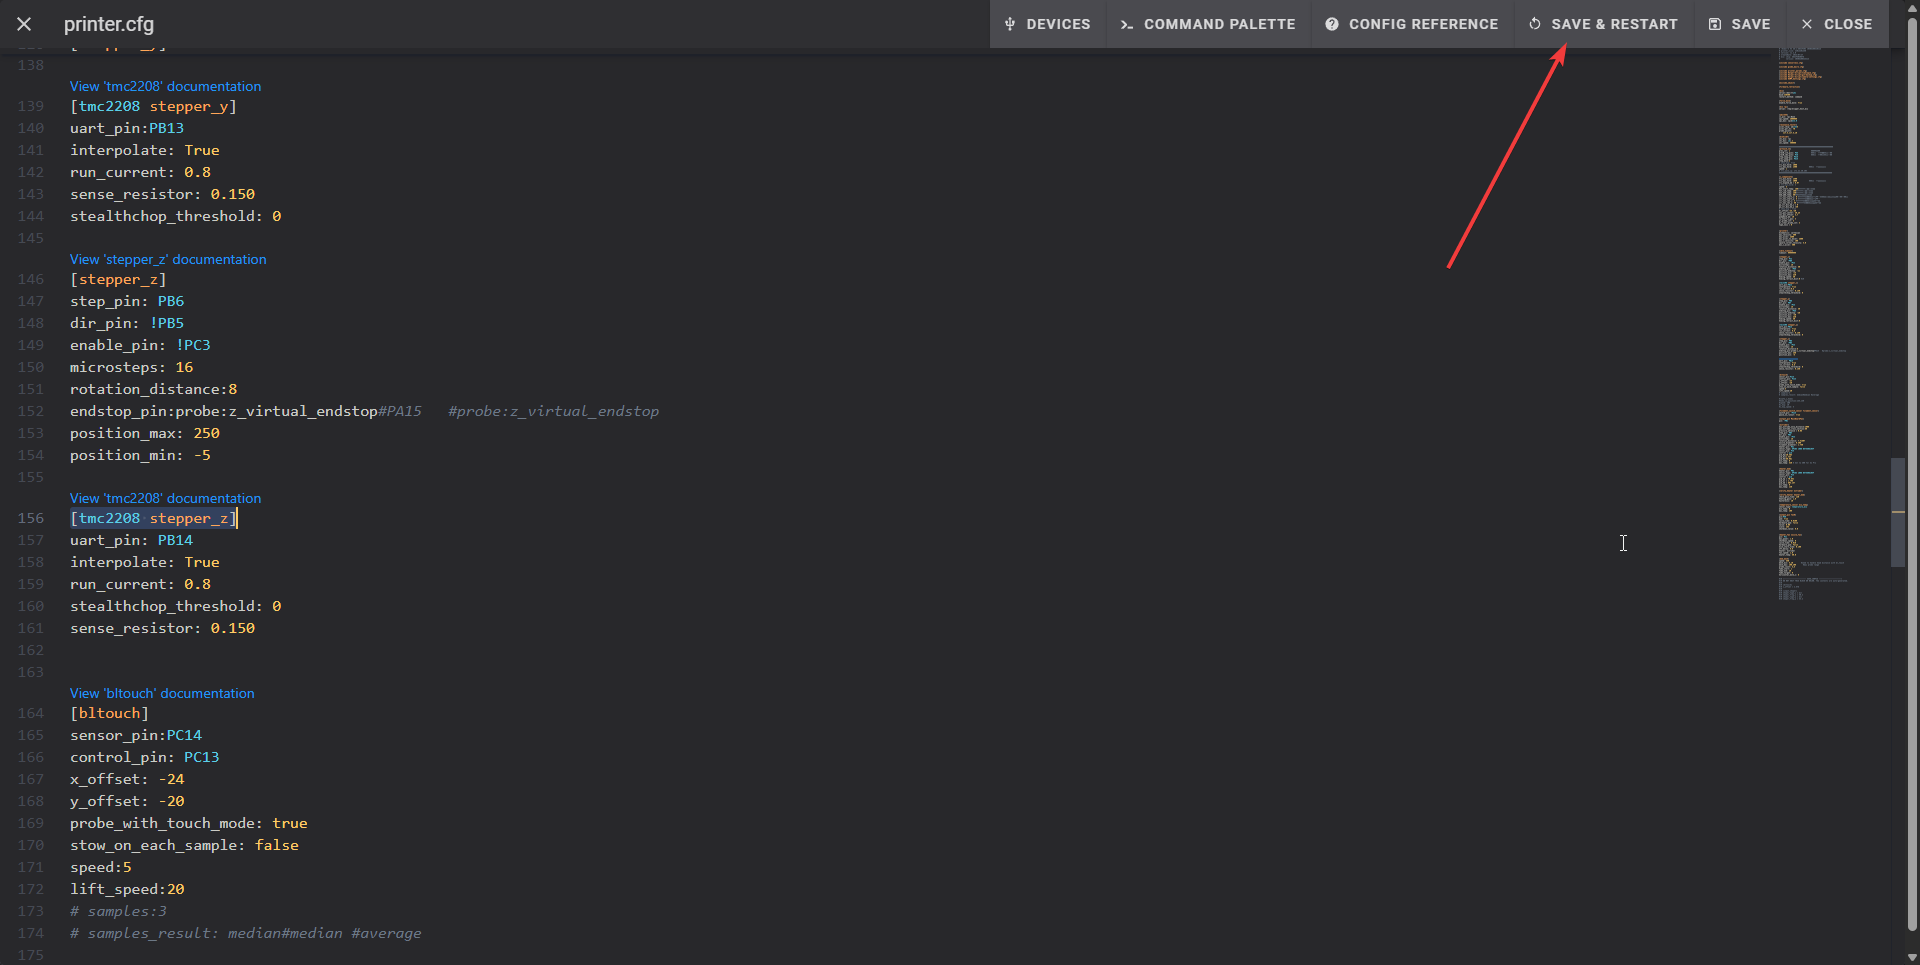 printer.cfg
DEVICES
COMMAND PALETTE
CONFIG REFERENCE
SAVE & RESTART
SAVE
CLOSE
138
View 'tmc2208' documentation
139 [tmc2208 stepper_y]
140 uart_pin:PB13
141 interpolate: True
142 run_current: 0.8
143 sense_resistor: 0.150
144 stealthchop_threshold: 0
145
View 'stepper_z' documentation
146 [stepper_z]
147 step_pin: PB6
148 dir_pin: !PB5
149 enable_pin: !PC3
150 microsteps: 16
151 rotation_distance:8
152 endstop_pin:probe:z_virtual_endstop#PA15   #probe:z_virtual_endstop
153 position_max: 250
154 position_min: -5
155
View 'tmc2208' documentation
156 [tmc2208 stepper_z]
157 uart_pin: PB14
158 interpolate: True
159 run_current: 0.8
160 stealthchop_threshold: 0
161 sense_resistor: 0.150
162
163
View 'bltouch' documentation
164 [bltouch]
165 sensor_pin:PC14
166 control_pin: PC13
167 x_offset: -24
168 y_offset: -20
169 probe_with_touch_mode: true
170 stow_on_each_sample: false
171 speed:5
172 lift_speed:20
173 # samples:3
174 # samples_result: median#median #average
175